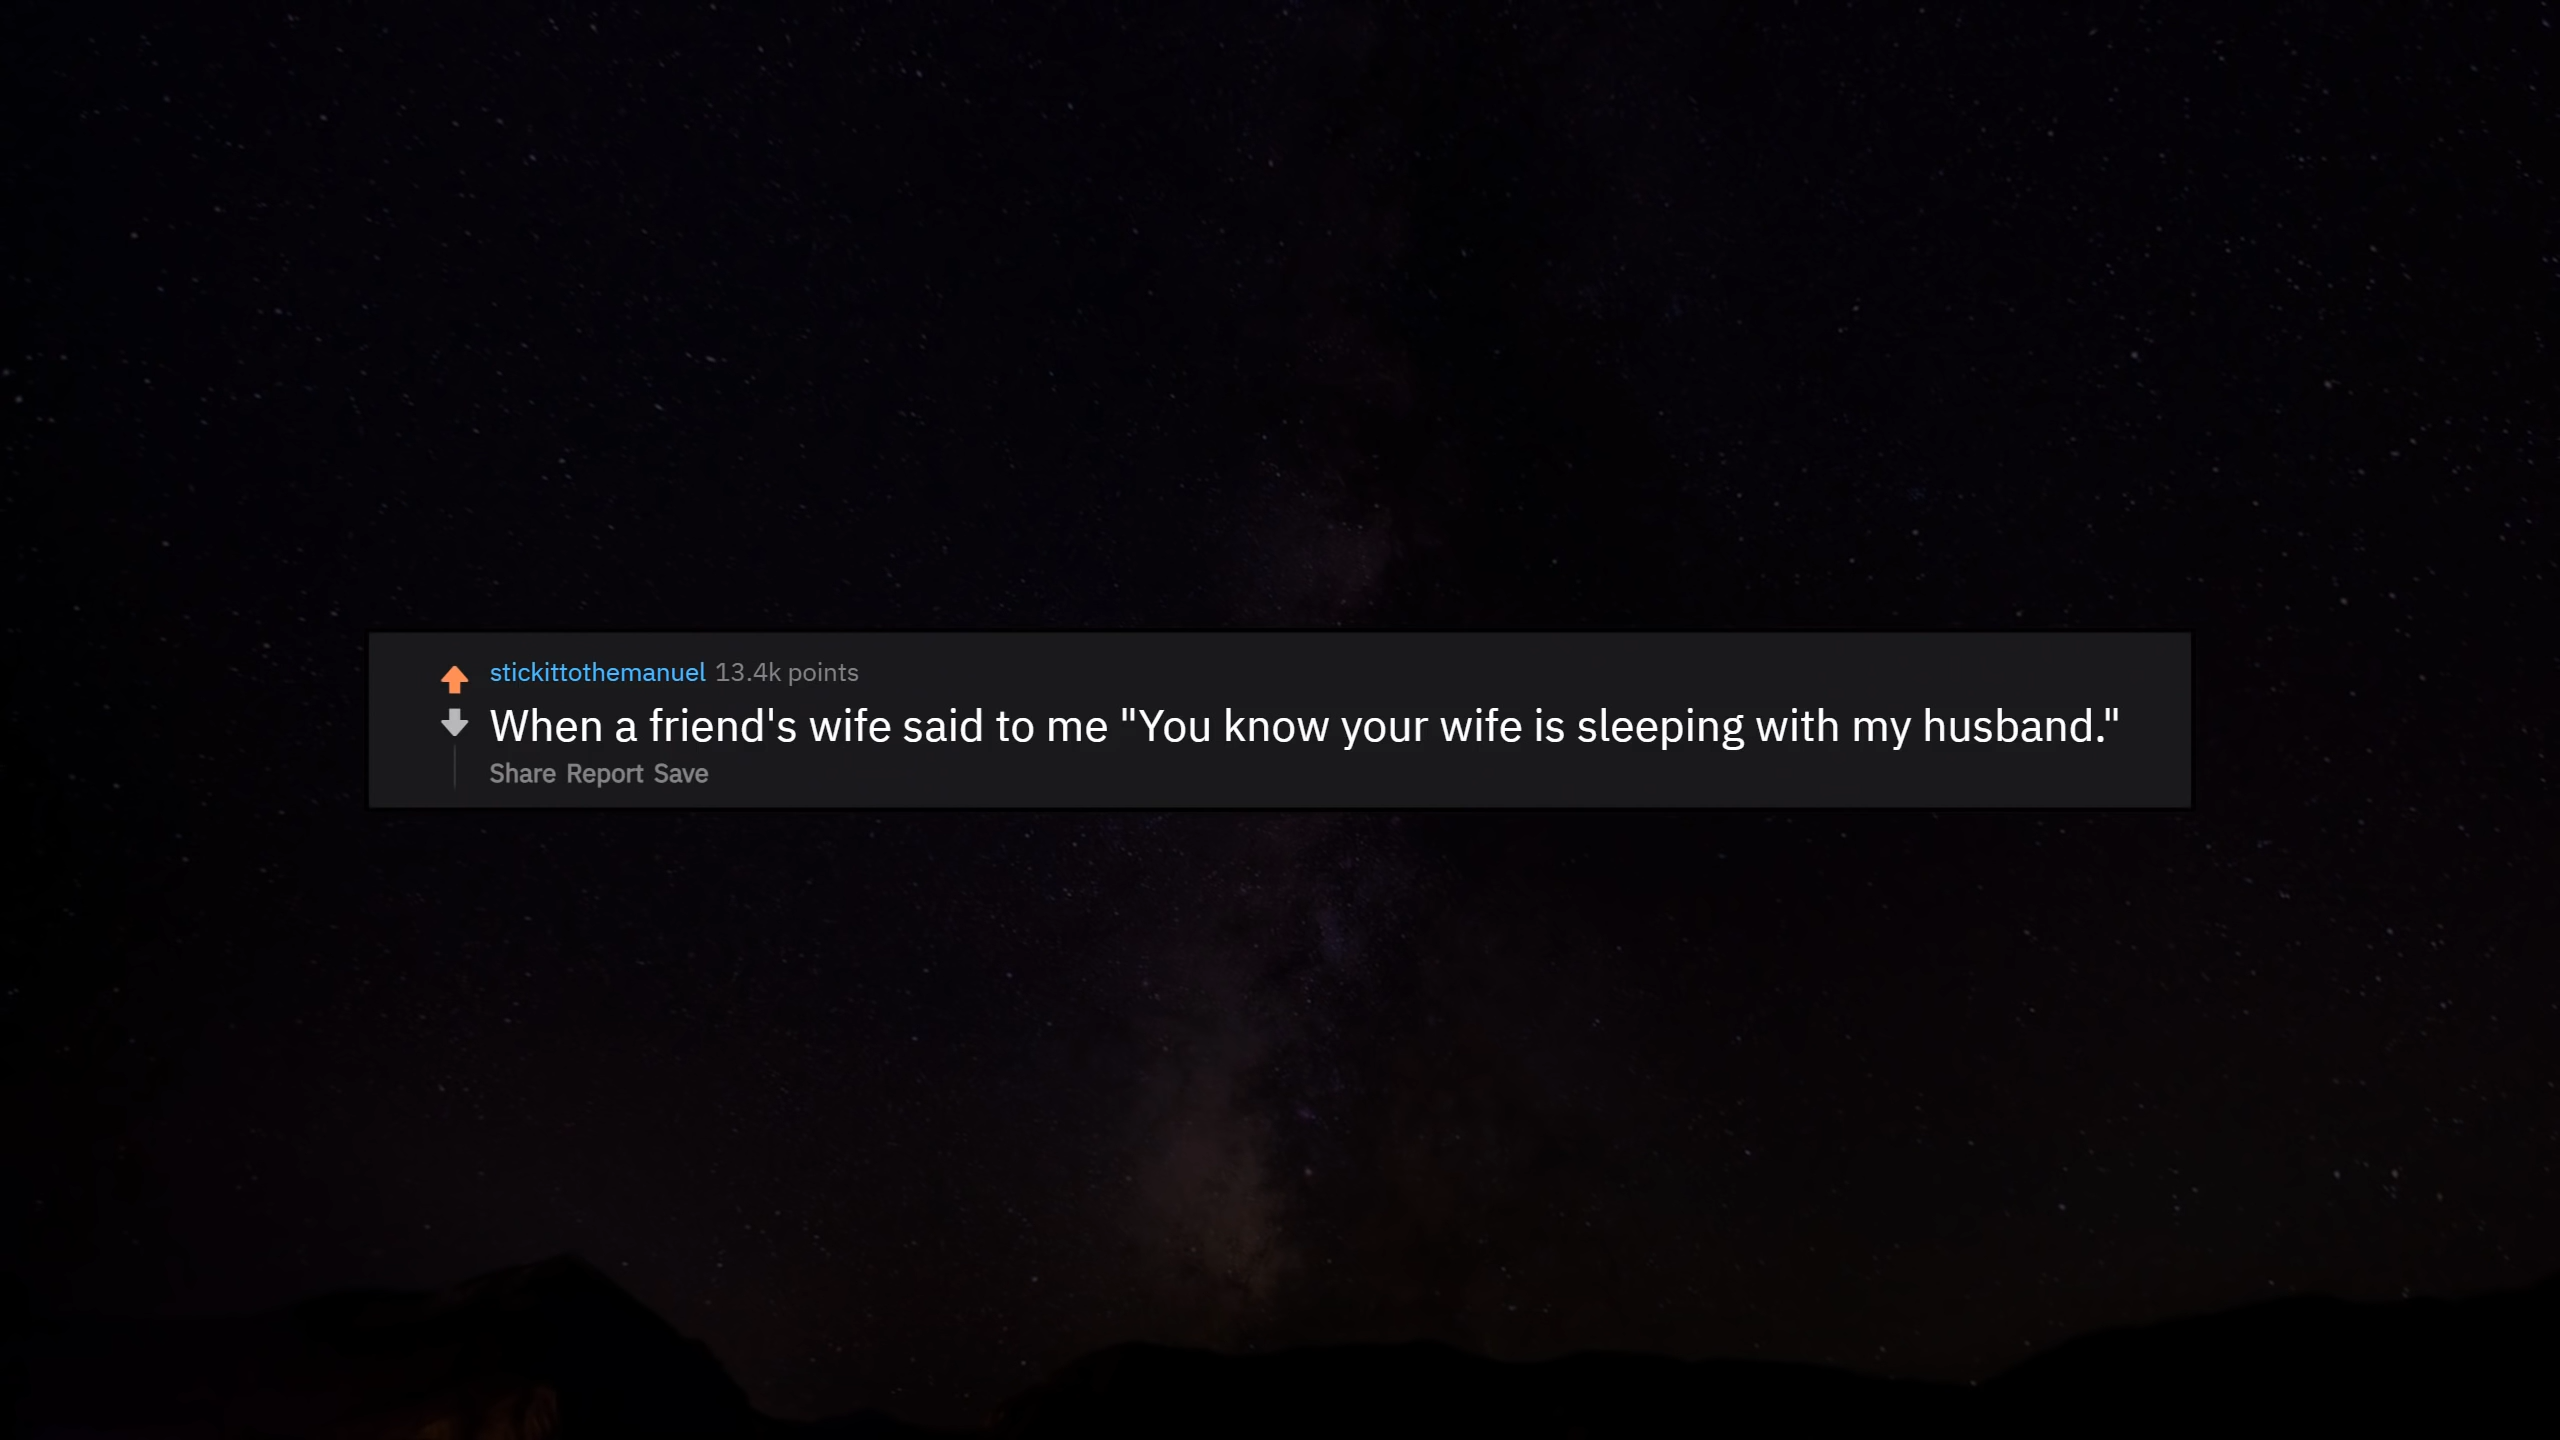 stickittothemanuel 13.4k points
When a friend's wife said to me "You know your wife is sleeping with my husband."
Share Report Save